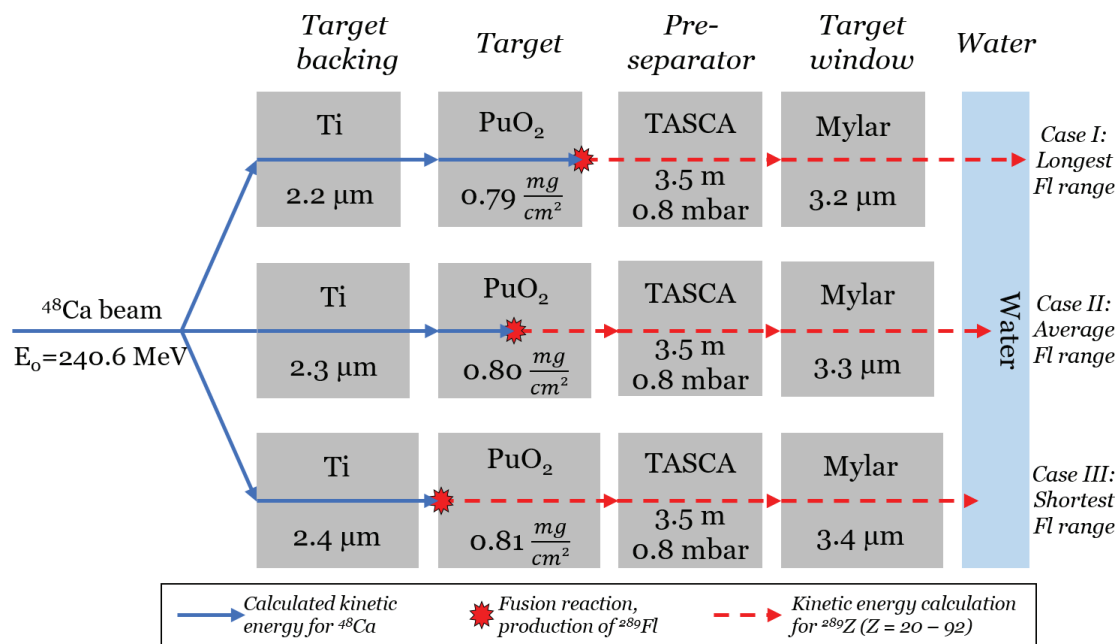 Target backing
Target
Pre-separator
Target window
Water
Ti
2.2 μm
PuO₂
0.79 mg/cm²
TASCA
3.5 m
0.8 mbar
Mylar
3.2 μm
Case I:
Longest
Fl range
⁴⁸Ca beam
E₀=240.6 MeV
Ti
2.3 μm
PuO₂
0.80 mg/cm²
TASCA
3.5 m
0.8 mbar
Mylar
3.3 μm
Water
Case II:
Average
Fl range
Ti
2.4 μm
PuO₂
0.81 mg/cm²
TASCA
3.5 m
0.8 mbar
Mylar
3.4 μm
Case III:
Shortest
Fl range
Calculated kinetic
energy for ⁴⁸Ca
Fusion reaction,
production of ²⁸⁹Fl
Kinetic energy calculation
for ²⁸⁹Z (Z = 20 – 92)